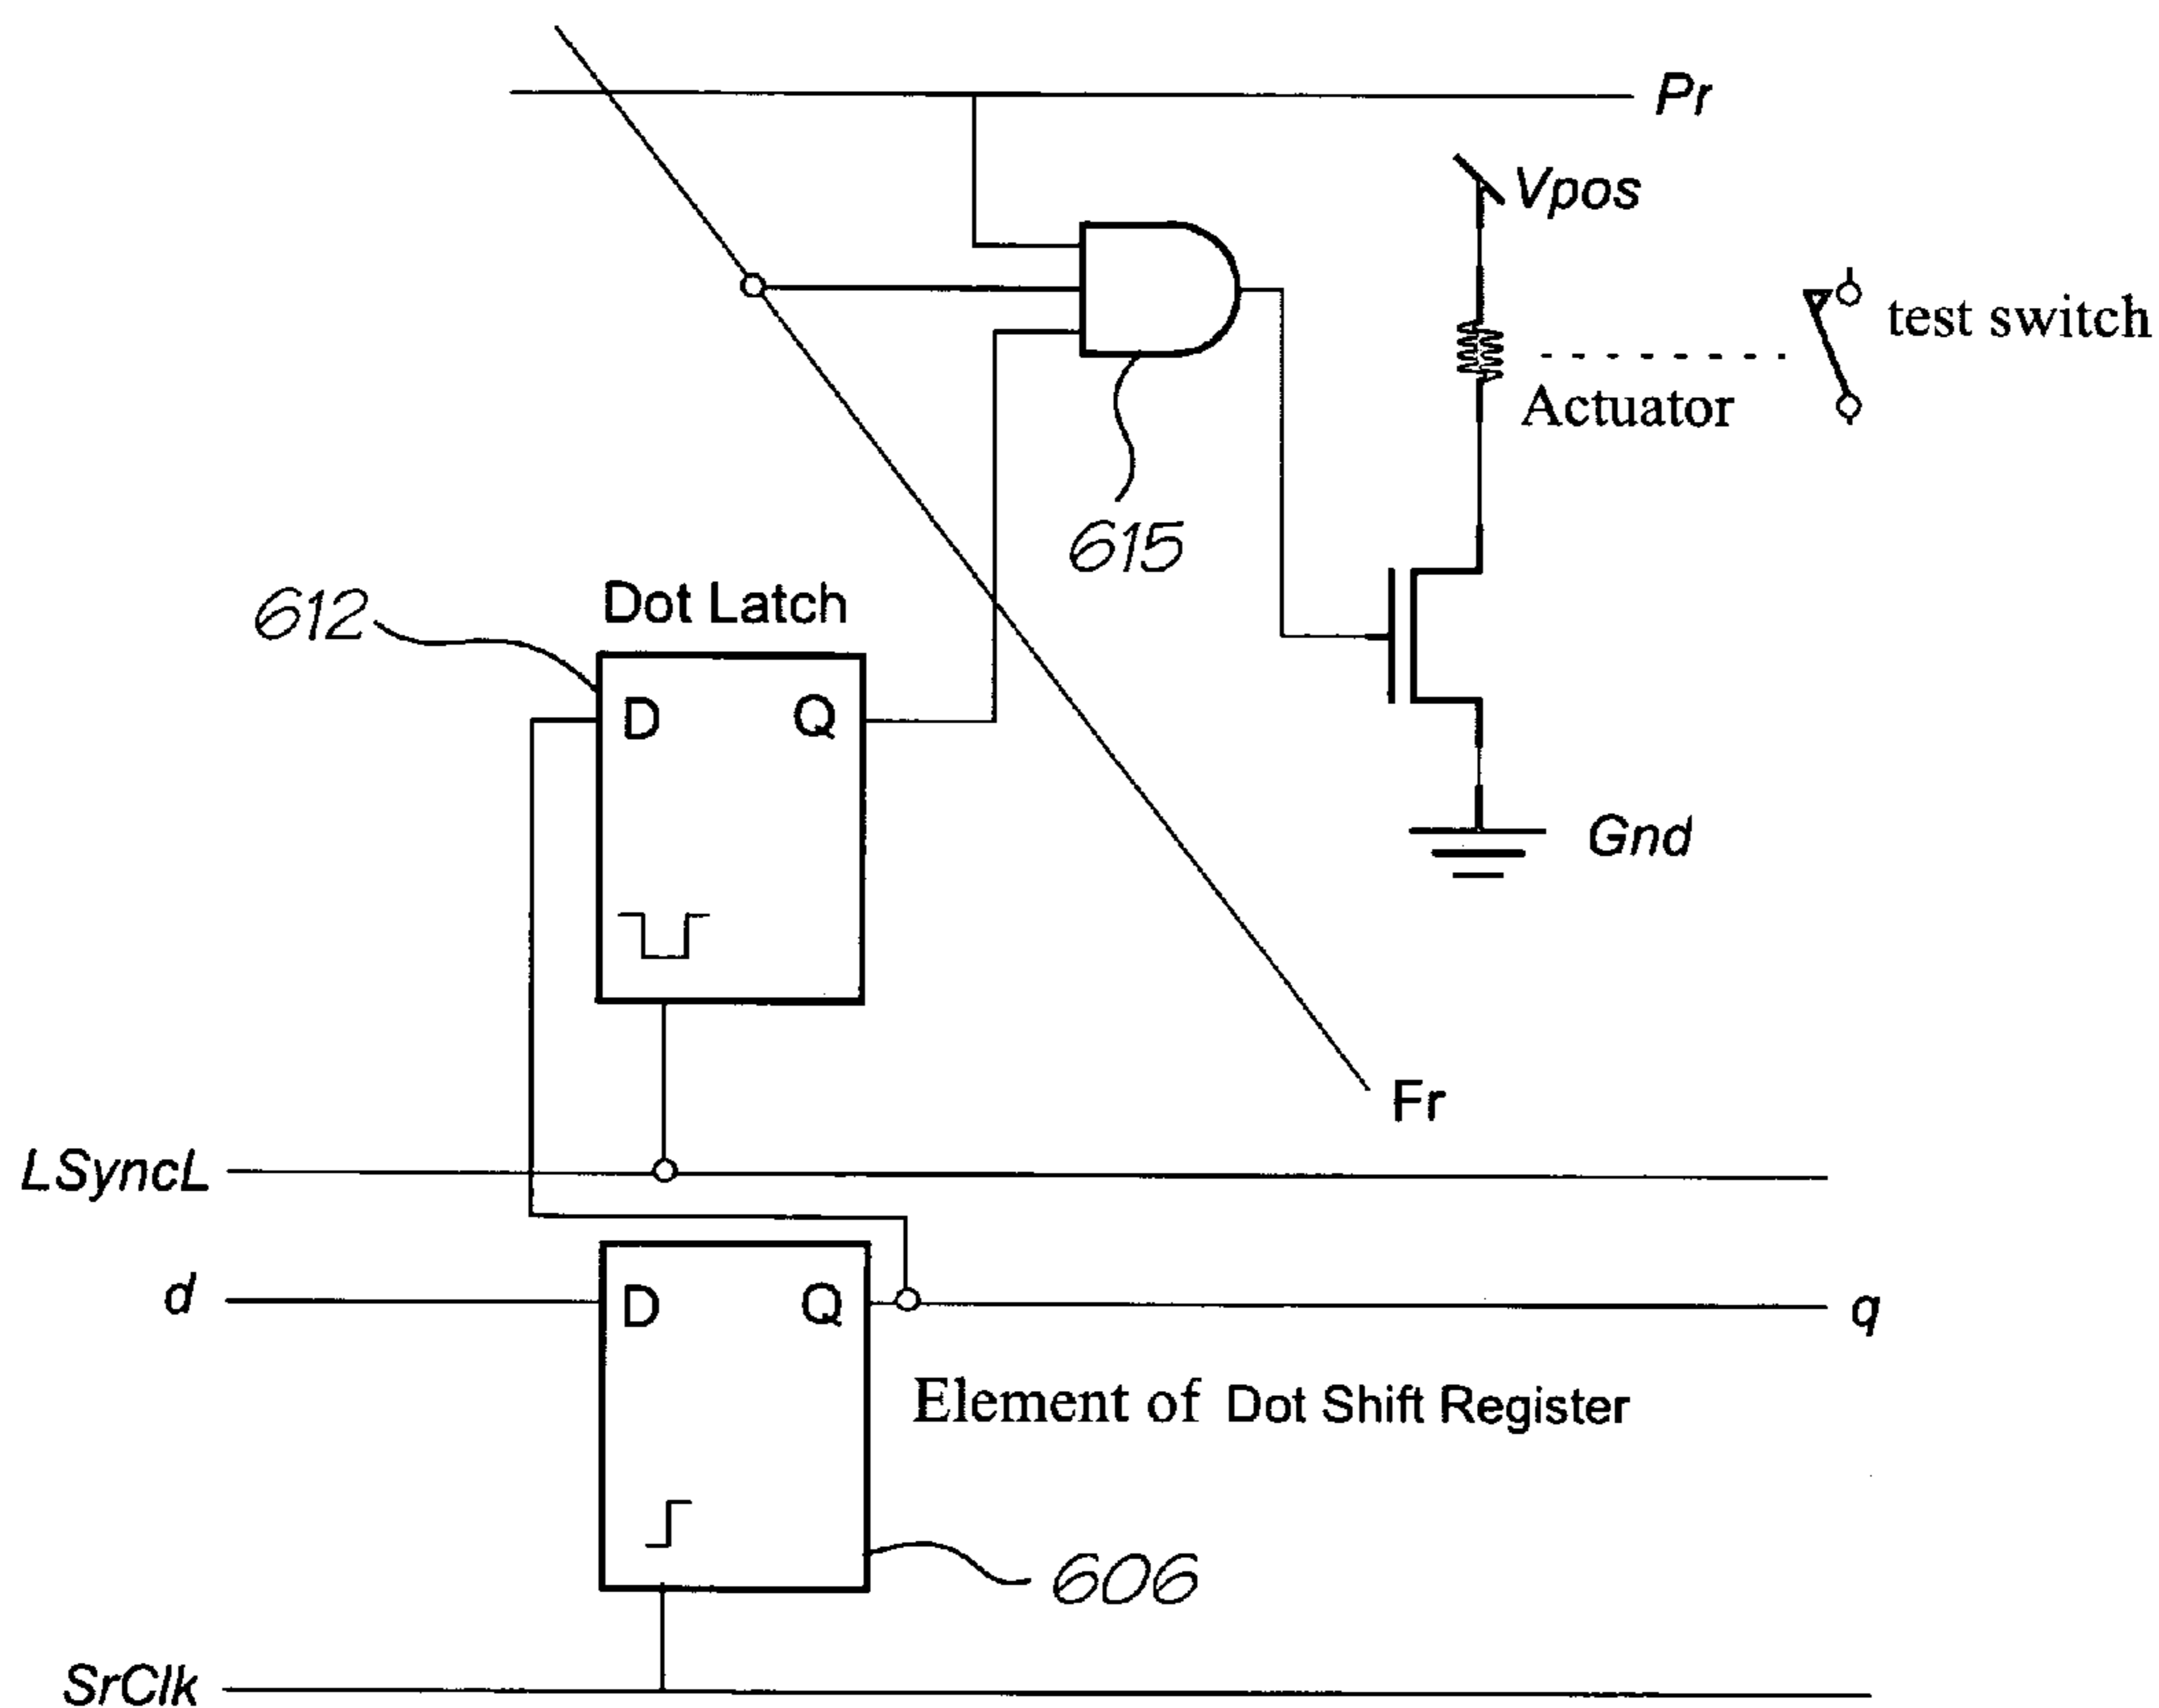 Pr
Vpos
test switch
Actuator
615
612
Dot Latch
D Q
Gnd
Fr
LSyncL
d
D Q
q
Element of Dot Shift Register
606
SrClk